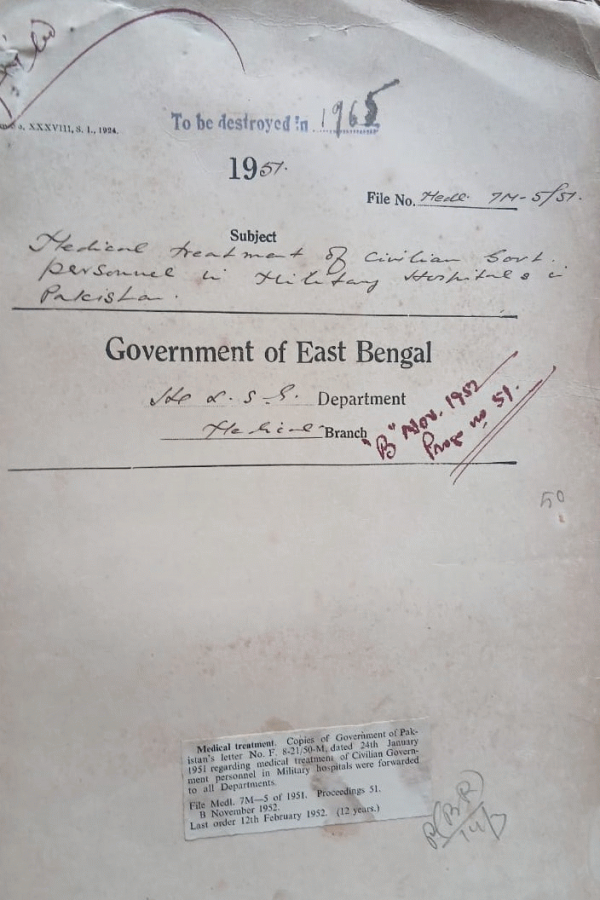 XXXVIII, S. I., 1924.
To be destroyed in 1965
1951.
File No. Medl. 7M-5/51.
Subject
Medical treatment of Civilian Govt.
personnel in Military Hospitals in
Pakistan.
Government of East Bengal
H. & S. G. Department
Medical Branch
"B" Nov. 1952
Progs no 51.
50
Medical treatment. Copies of Government of Pak-
istan's letter No. F. 8-21/50-M, dated 24th January
1951 regarding medical treatment of Civilian Govern-
ment personnel in Military hospitals were forwarded
to all Departments.
File Medl. 7M—5 of 1951. Proceedings 51.
B November 1952.
Last order 12th February 1952. (12 years.)